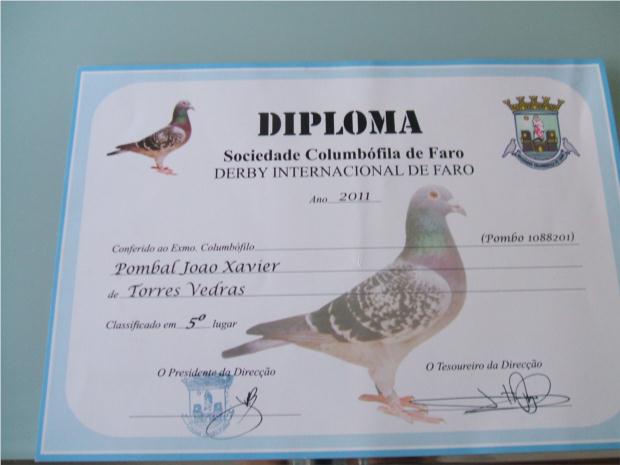 DIPLOMA
Sociedade Columbófila de Faro
DERBY INTERNACIONAL DE FARO
Ano 2011
Conferido ao Exmo. Columbófilo (Pombo 1088201)
Pombal Joao Xavier
de Torres Vedras
Classificado em 5º lugar
O Presidente da Direcção O Tesoureiro da Direcção